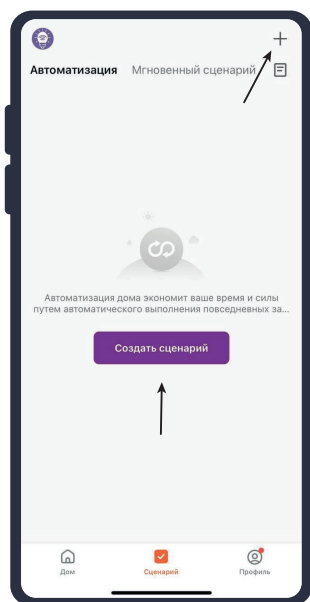 Автоматизация Мгновенный сценарий
Автоматизация дома экономит ваше время и силы
путем автоматического выполнения повседневных за...
Создать сценарий
Дом Сценарий Профиль